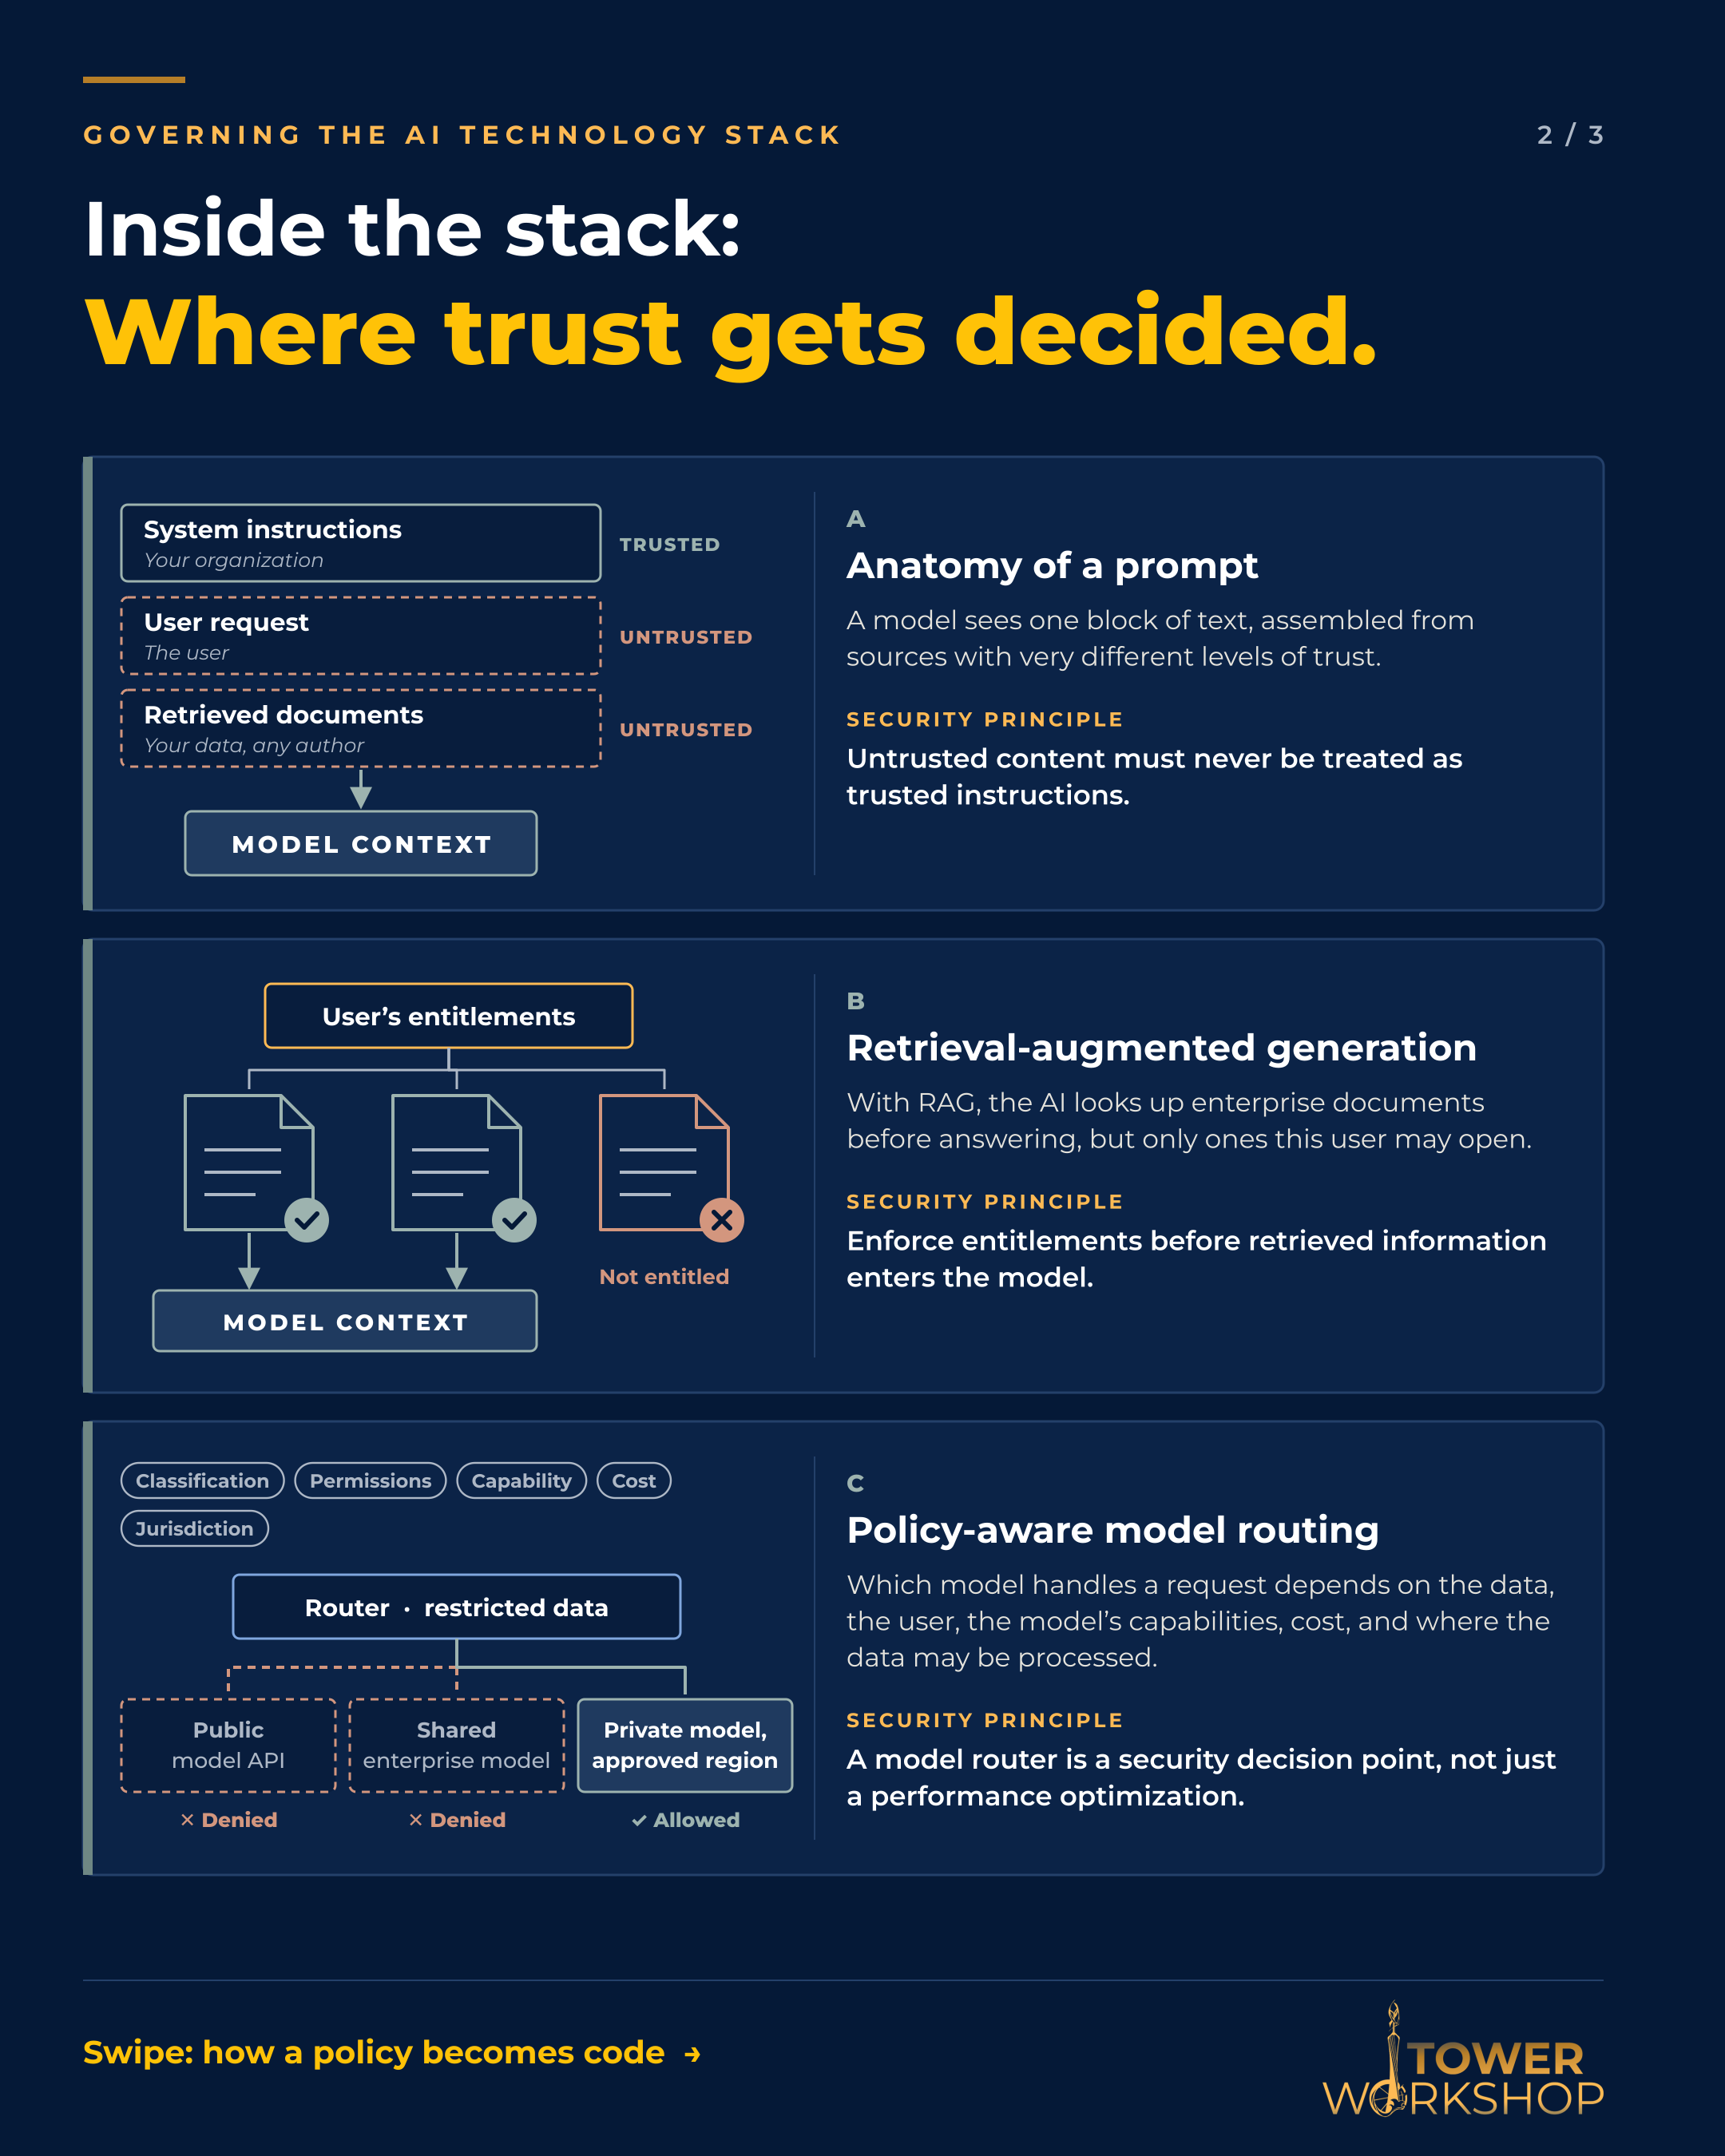 GOVERNING THE AI TECHNOLOGY STACK
2 / 3
Inside the stack:
Where trust gets decided.
System instructions
Your organization
TRUSTED
User request
The user
UNTRUSTED
Retrieved documents
Your data, any author
UNTRUSTED
MODEL CONTEXT
A
Anatomy of a prompt
A model sees one block of text, assembled from
sources with very different levels of trust.
SECURITY PRINCIPLE
Untrusted content must never be treated as
trusted instructions.
User’s entitlements
Not entitled
MODEL CONTEXT
B
Retrieval-augmented generation
With RAG, the AI looks up enterprise documents
before answering, but only ones this user may open.
SECURITY PRINCIPLE
Enforce entitlements before retrieved information
enters the model.
Classification Permissions Capability Cost
Jurisdiction
Router · restricted data
Public
model API
✕ Denied
Shared
enterprise model
✕ Denied
Private model,
approved region
✓ Allowed
C
Policy-aware model routing
Which model handles a request depends on the data,
the user, the model’s capabilities, cost, and where the
data may be processed.
SECURITY PRINCIPLE
A model router is a security decision point, not just
a performance optimization.
Swipe: how a policy becomes code →
TOWER
WORKSHOP